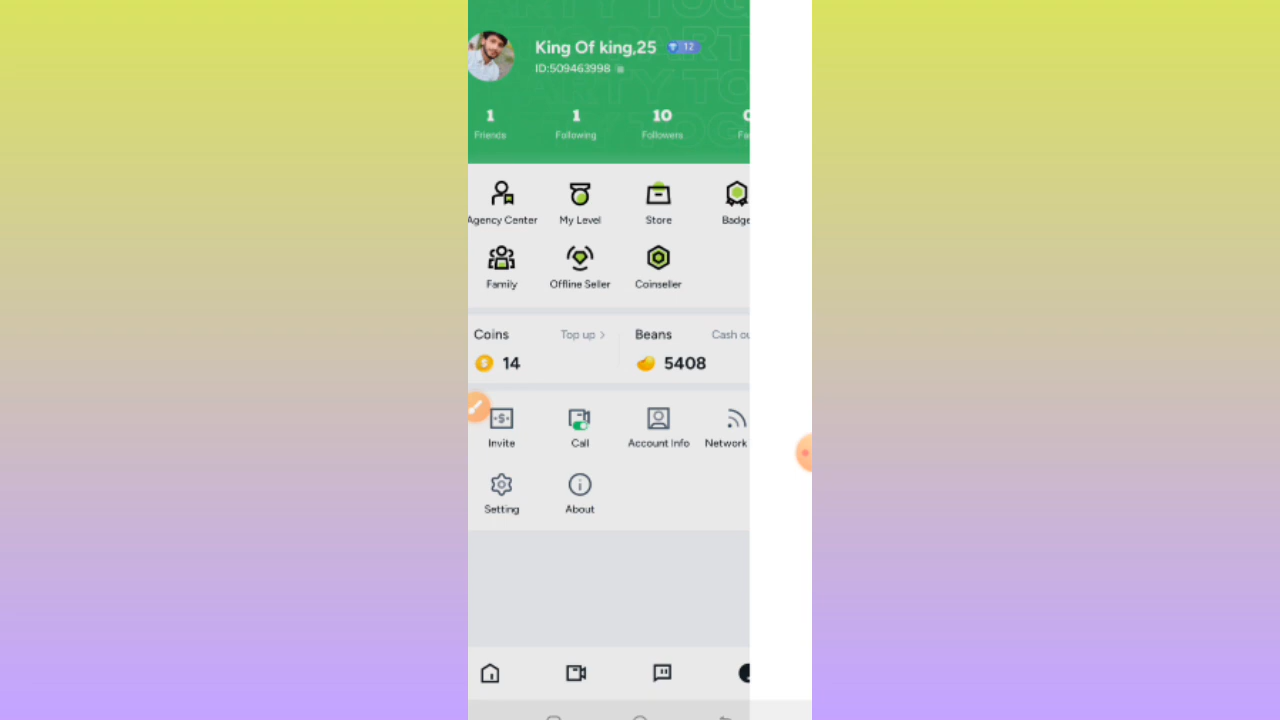 King Of king,25 12
ID:509463998
1 1 10
Friends Following Followers
Agency Center My Level Store Badge
Family Offline Seller Coinseller
Coins Top up > Beans Cash
14 5408
Invite Call Account Info Network
Setting About